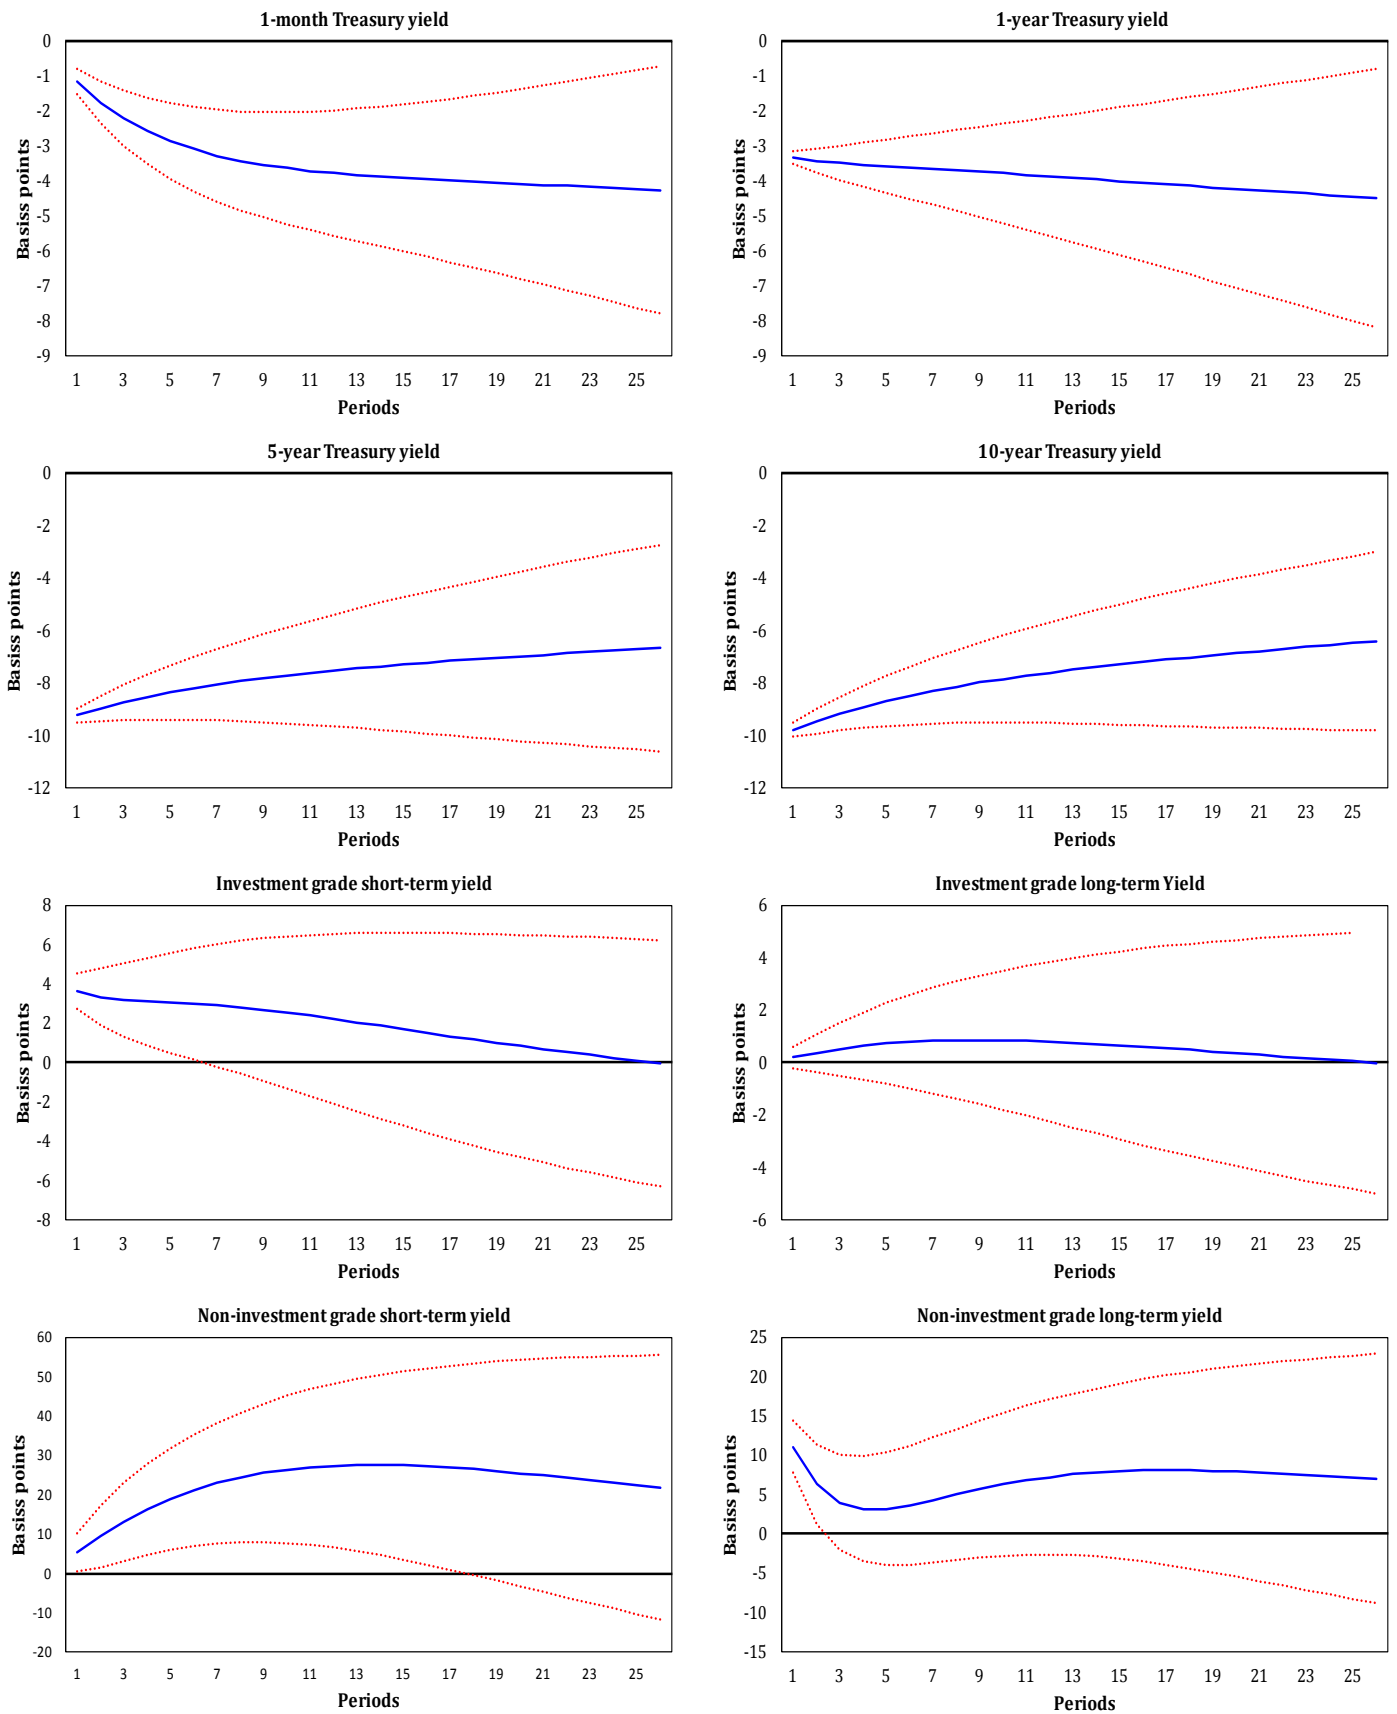 1-month Treasury yield
0
-1
-2
-3
-4
-5
-6
-7
-8
-9
Basiss points
1 3 5 7 9 11 13 15 17 19 21 23 25
Periods
1-year Treasury yield
0
-1
-2
-3
-4
-5
-6
-7
-8
-9
Basiss points
1 3 5 7 9 11 13 15 17 19 21 23 25
Periods
5-year Treasury yield
0
-2
-4
-6
-8
-10
-12
Basiss points
1 3 5 7 9 11 13 15 17 19 21 23 25
Periods
10-year Treasury yield
0
-2
-4
-6
-8
-10
-12
Basiss points
1 3 5 7 9 11 13 15 17 19 21 23 25
Periods
Investment grade short-term yield
8
6
4
2
0
-2
-4
-6
-8
Basiss points
1 3 5 7 9 11 13 15 17 19 21 23 25
Periods
Investment grade long-term Yield
6
4
2
0
-2
-4
-6
Basiss points
1 3 5 7 9 11 13 15 17 19 21 23 25
Periods
Non-investment grade short-term yield
60
50
40
30
20
10
0
-10
-20
Basiss points
1 3 5 7 9 11 13 15 17 19 21 23 25
Periods
Non-investment grade long-term yield
25
20
15
10
5
0
-5
-10
-15
Basiss points
1 3 5 7 9 11 13 15 17 19 21 23 25
Periods